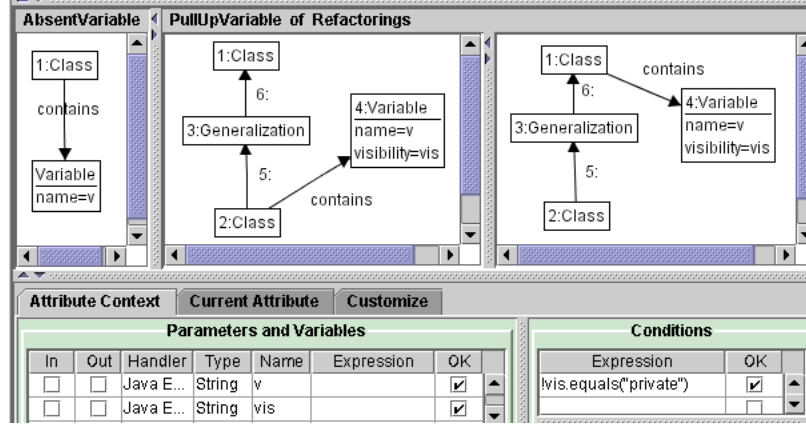 AbsentVariable
PullUpVariable of Refactorings
1:Class
contains
Variable
name=v
1:Class
6:
3:Generalization
4:Variable
name=v
visibility=vis
5:
contains
2:Class
1:Class
contains
6:
4:Variable
name=v
visibility=vis
3:Generalization
5:
2:Class
Attribute Context Current Attribute Customize
Parameters and Variables
In Out Handler Type Name Expression OK
Java E... String v
Java E... String vis
Conditions
Expression OK
!vis.equals("private")